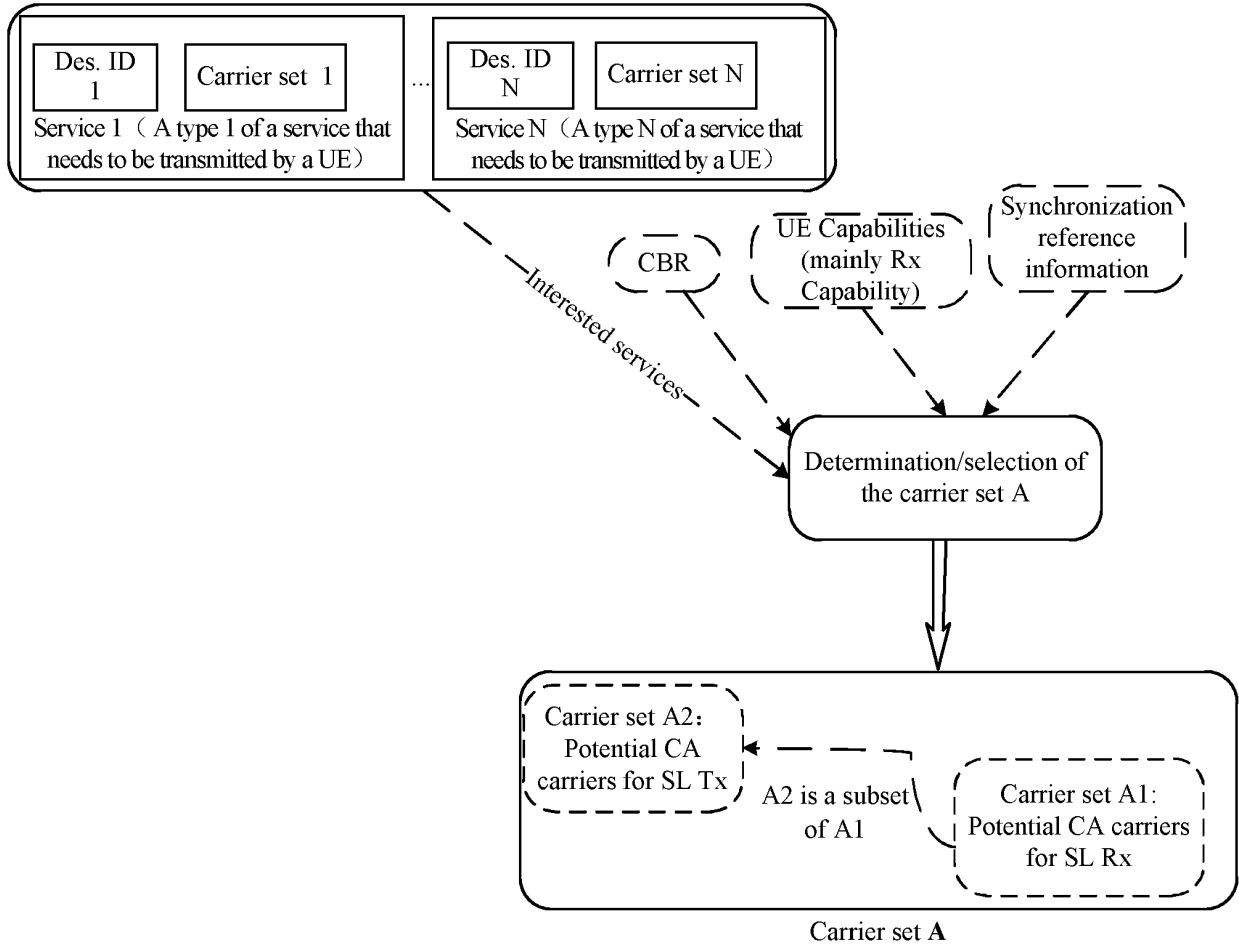 Des. ID
1
Carrier set 1
Service 1（ A type 1 of a service that
needs to be transmitted by a UE）
...
Des. ID
N
Carrier set N
Service N（A type N of a service that
needs to be transmitted by a UE）
Interested services
CBR
UE Capabilities
(mainly Rx
Capability)
Synchronization
reference
information
Determination/selection of
the carrier set A
Carrier set A2：
Potential CA
carriers for SL Tx
A2 is a subset
of A1
Carrier set A1:
Potential CA carriers
for SL Rx
Carrier set A